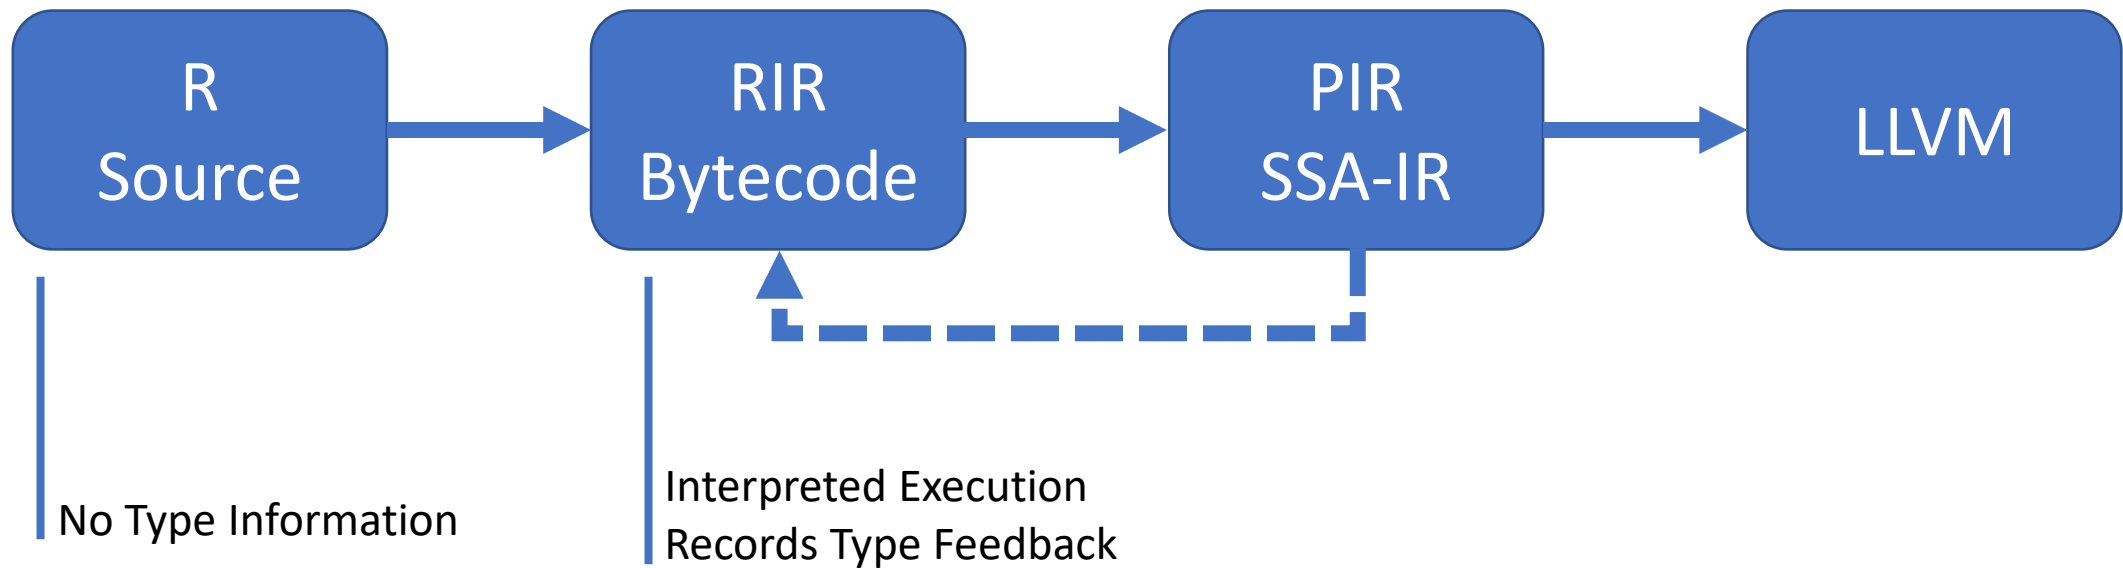 R
Source
RIR
Bytecode
PIR
SSA-IR
LLVM
No Type Information
Interpreted Execution
Records Type Feedback